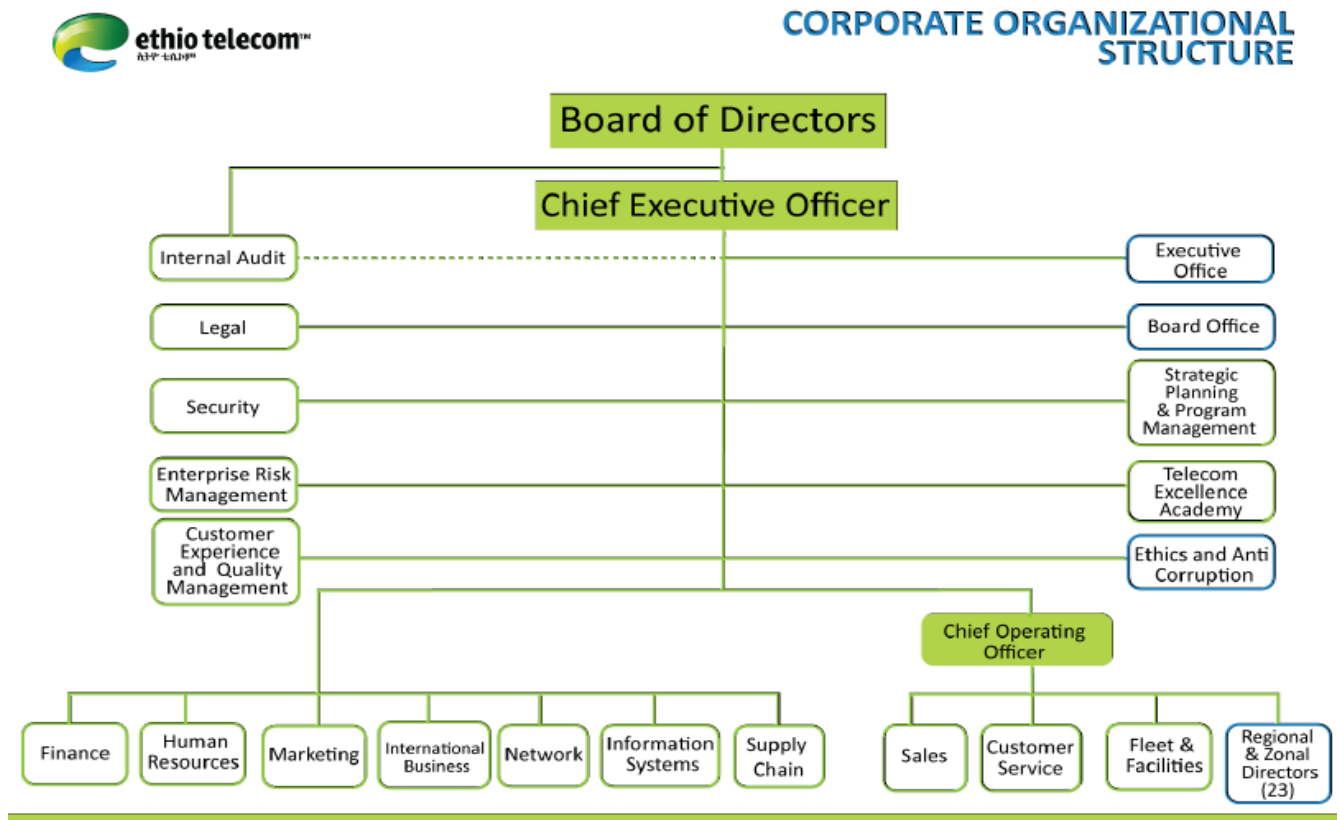 ethio telecom™
ኢትዮ ቴሌኮም
CORPORATE ORGANIZATIONAL
STRUCTURE
Board of Directors
Chief Executive Officer
Internal Audit
Executive
Office
Legal
Board Office
Security
Strategic
Planning
& Program
Management
Enterprise Risk
Management
Telecom
Excellence
Academy
Customer
Experience
and Quality
Management
Ethics and Anti
Corruption
Chief Operating
Officer
Finance
Human
Resources
Marketing
International
Business
Network
Information
Systems
Supply
Chain
Sales
Customer
Service
Fleet &
Facilities
Regional
& Zonal
Directors
(23)